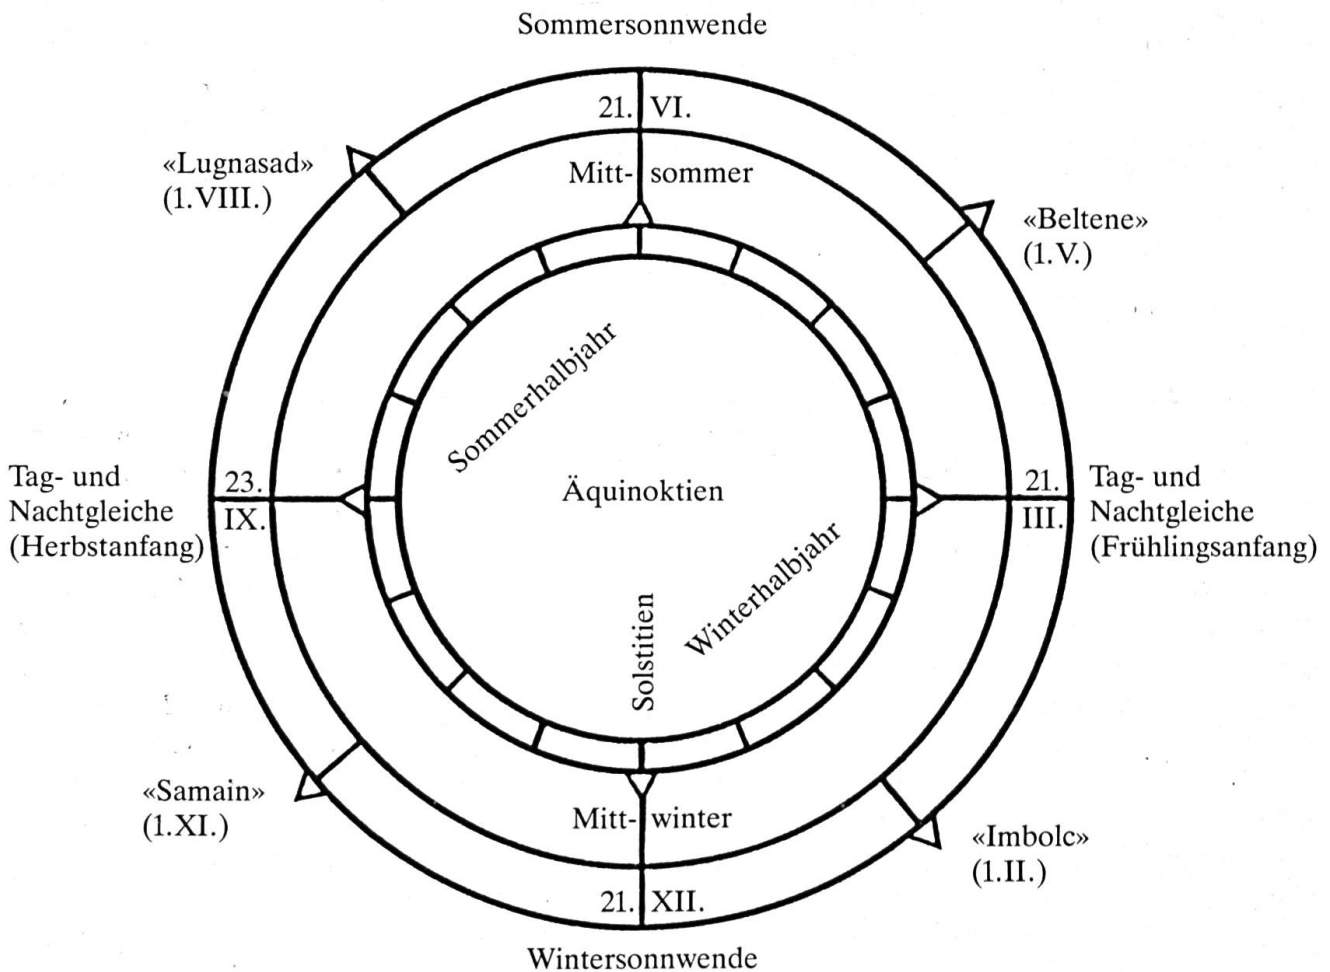 Sommersonnwende
21. VI.
«Lugnasad»
(1.VIII.)
Mitt- sommer
«Beltene»
(1.V.)
Sommerhalbjahr
Tag- und
Nachtgleiche
(Herbstanfang)
23.
IX.
Äquinoktien
21.
III.
Tag- und
Nachtgleiche
(Frühlingsanfang)
Winterhalbjahr
Solstitien
«Samain»
(1.XI.)
Mitt- winter
«Imbolc»
(1.II.)
21. XII.
Wintersonnwende